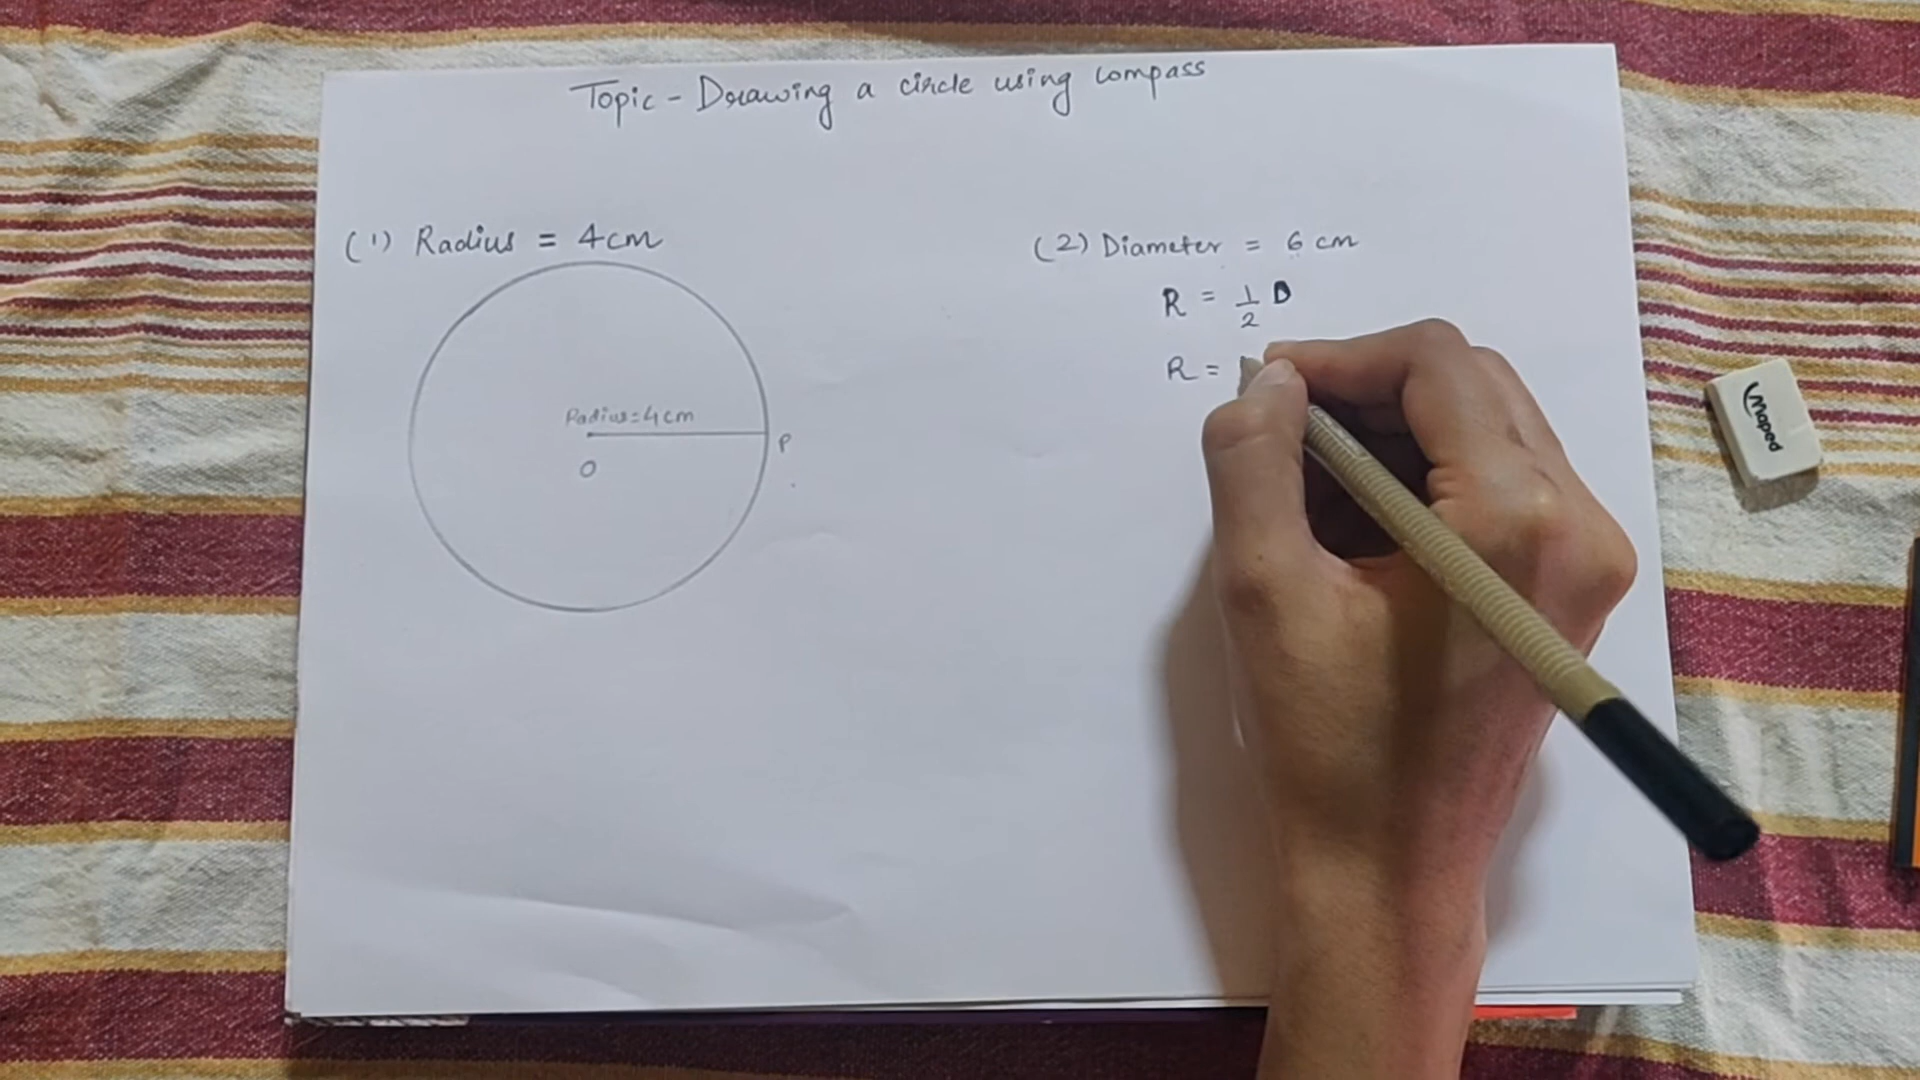 Topic - Drawing a circle using compass
(1) Radius = 4cm
Radius = 4cm
P
O
(2) Diameter = 6 cm
R = 1/2 D
R =
Maped